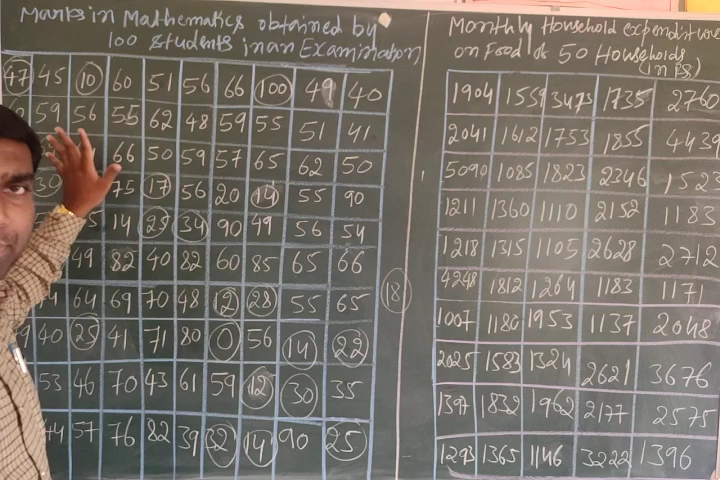 Marks in Mathematics obtained by
100 Students in an Examination
47 45 10 60 51 56 66 100 49 40
59 56 55 62 48 59 55 51 41
66 50 59 57 65 62 50
30 75 17 56 20 14 55 90
14 25 34 90 49 56 54
49 82 40 82 60 85 65 66
64 69 70 48 12 28 55 65
40 25 41 71 80 0 56 14 22
53 46 70 43 61 59 12 30 35
44 57 76 82 39 32 14 90 25
18
Monthly Household expenditure
on Food of 50 Households
(in Rs)
1904 1559 3473 1735 2760
2041 1612 1753 1855 4439
5090 1085 1823 2346 1523
1211 1360 1110 2152 1183
1218 1315 1105 2628 2712
4248 1812 1264 1183 1171
1007 1180 1953 1137 2048
2025 1583 1324 2621 3676
1397 1832 1962 2177 2575
1293 1365 1146 3222 1396